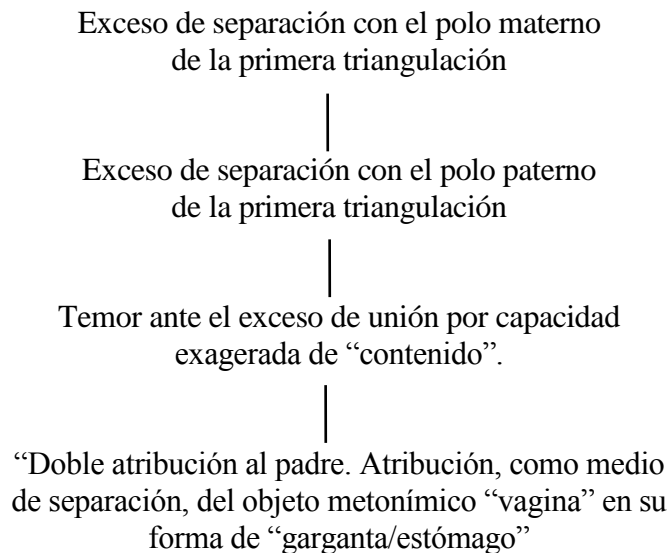 Exceso de separación con el polo materno
de la primera triangulación
Exceso de separación con el polo paterno
de la primera triangulación
Temor ante el exceso de unión por capacidad
exagerada de “contenido”.
“Doble atribución al padre. Atribución, como medio
de separación, del objeto metonímico “vagina” en su
forma de “garganta/estómago”